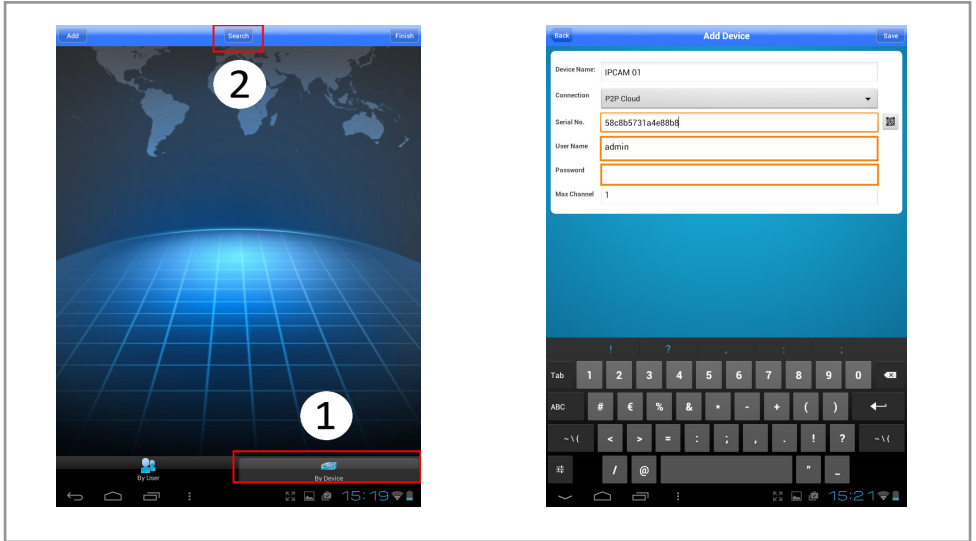 Add Search Finish
2
1
By User By Device
15:19
Back Add Device Save
Device Name: IPCAM 01
Connection P2P Cloud
Serial No. 58c8b5731a4e88b8
User Name admin
Password
Max Channel 1
! ? , : ;
Tab 1 2 3 4 5 6 7 8 9 0
ABC # € % & * - + ( )
~ \ { < > = : ; , . ! ? ~ \ {
/ @ " _
15:21